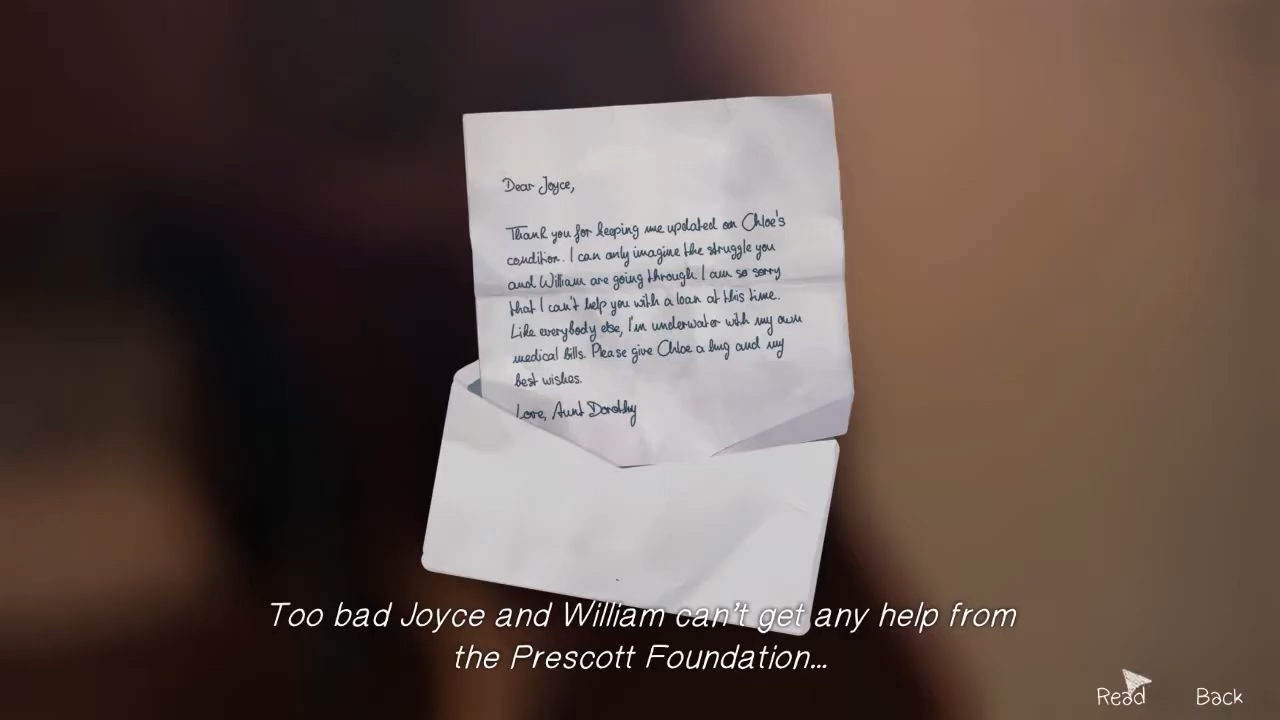 Dear Joyce,
Thank you for keeping me updated on Chloe's
condition. I can only imagine the struggle you
and William are going through. I am so sorry
that I can't help you with a loan at this time.
Like everybody else, I'm underwater with my own
medical bills. Please give Chloe a hug and my
best wishes.
Love, Aunt Dorothy
Too bad Joyce and William can't get any help from
the Prescott Foundation...
Read Back